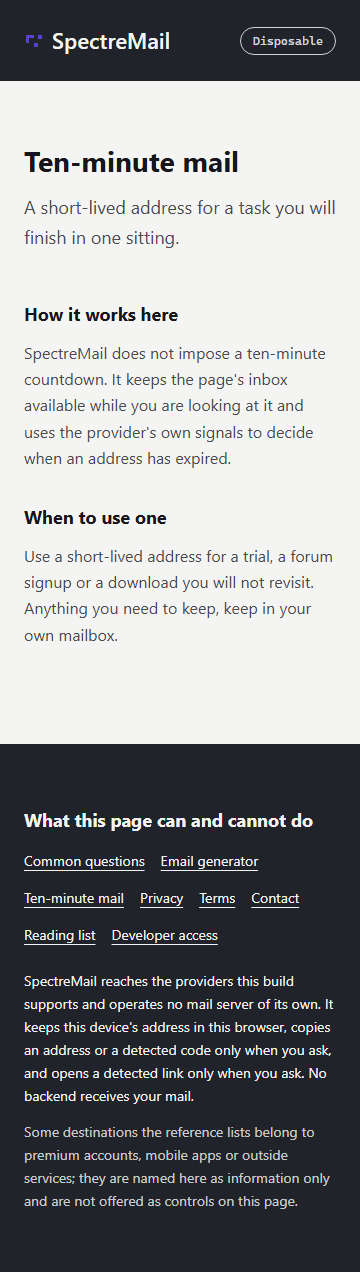 SpectreMail
Disposable
Ten-minute mail
A short-lived address for a task you will
finish in one sitting.
How it works here
SpectreMail does not impose a ten-minute
countdown. It keeps the page's inbox
available while you are looking at it and
uses the provider's own signals to decide
when an address has expired.
When to use one
Use a short-lived address for a trial, a forum
signup or a download you will not revisit.
Anything you need to keep, keep in your
own mailbox.
What this page can and cannot do
Common questions Email generator
Ten-minute mail Privacy Terms Contact
Reading list Developer access
SpectreMail reaches the providers this build
supports and operates no mail server of its own. It
keeps this device's address in this browser, copies
an address or a detected code only when you ask,
and opens a detected link only when you ask. No
backend receives your mail.
Some destinations the reference lists belong to
premium accounts, mobile apps or outside
services; they are named here as information only
and are not offered as controls on this page.